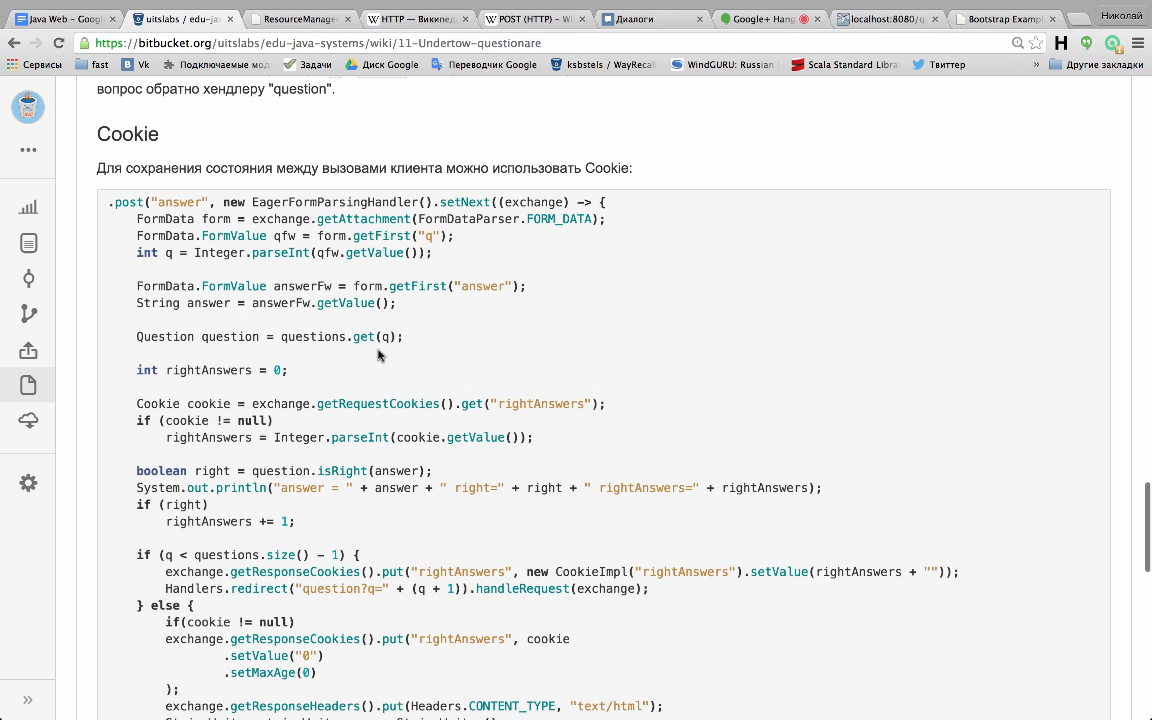 Java Web - Google
uitslabs / edu-jav
ResourceManage
HTTP — Википед
POST (HTTP) – W
Диалоги
Google+ Hang
localhost:8080/q
Bootstrap Exampl
Николай
https://bitbucket.org/uitslabs/edu-java-systems/wiki/11-Undertow-questionare
Сервисы
fast
Vk
Подключаемые мод
Задачи
Диск Google
Переводчик Google
ksbstels / WayRecall
WindGURU: Russian
Scala Standard Libra
Твиттер
»
Другие закладки
вопрос обратно хендлеру "question".
Cookie
Для сохранения состояния между вызовами клиента можно использовать Cookie:
.post("answer", new EagerFormParsingHandler().setNext((exchange) -> {
FormData form = exchange.getAttachment(FormDataParser.FORM_DATA);
FormData.FormValue qfw = form.getFirst("q");
int q = Integer.parseInt(qfw.getValue());
FormData.FormValue answerFw = form.getFirst("answer");
String answer = answerFw.getValue();
Question question = questions.get(q);
int rightAnswers = 0;
Cookie cookie = exchange.getRequestCookies().get("rightAnswers");
if (cookie != null)
rightAnswers = Integer.parseInt(cookie.getValue());
boolean right = question.isRight(answer);
System.out.println("answer = " + answer + " right=" + right + " rightAnswers=" + rightAnswers);
if (right)
rightAnswers += 1;
if (q < questions.size() - 1) {
exchange.getResponseCookies().put("rightAnswers", new CookieImpl("rightAnswers").setValue(rightAnswers + ""));
Handlers.redirect("question?q=" + (q + 1)).handleRequest(exchange);
} else {
if(cookie != null)
exchange.getResponseCookies().put("rightAnswers", cookie
.setValue("0")
.setMaxAge(0)
);
exchange.getResponseHeaders().put(Headers.CONTENT_TYPE, "text/html");